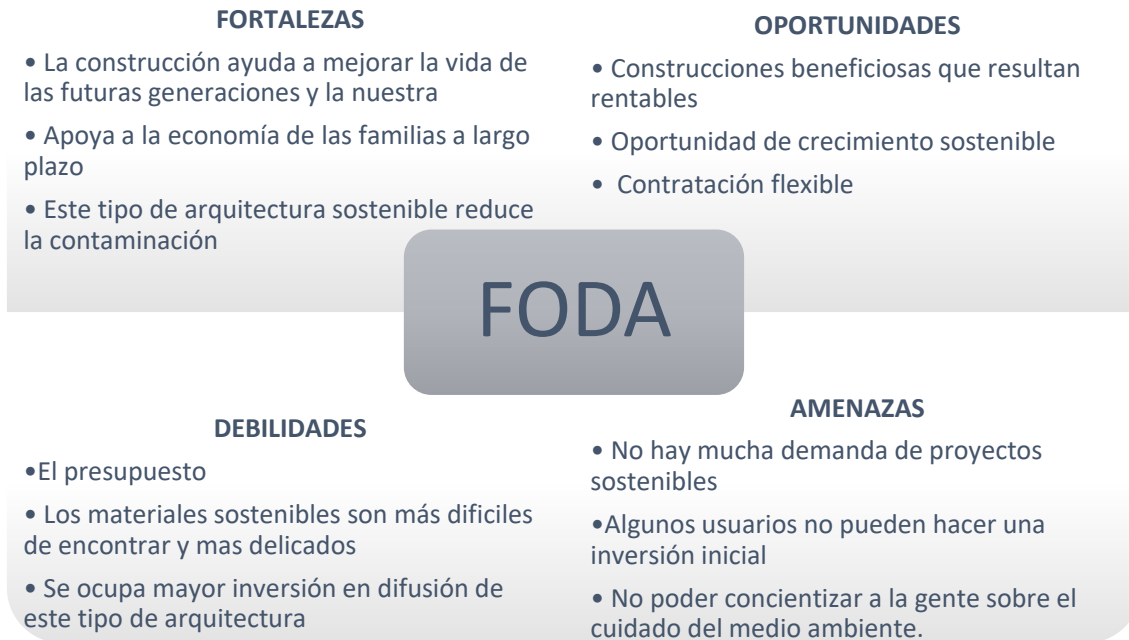 FORTALEZAS
• La construcción ayuda a mejorar la vida de
las futuras generaciones y la nuestra
• Apoya a la economía de las familias a largo
plazo
• Este tipo de arquitectura sostenible reduce
la contaminación
OPORTUNIDADES
• Construcciones beneficiosas que resultan
rentables
• Oportunidad de crecimiento sostenible
• Contratación flexible
FODA
DEBILIDADES
•El presupuesto
• Los materiales sostenibles son más dificiles
de encontrar y mas delicados
• Se ocupa mayor inversión en difusión de
este tipo de arquitectura
AMENAZAS
• No hay mucha demanda de proyectos
sostenibles
•Algunos usuarios no pueden hacer una
inversión inicial
• No poder concientizar a la gente sobre el
cuidado del medio ambiente.